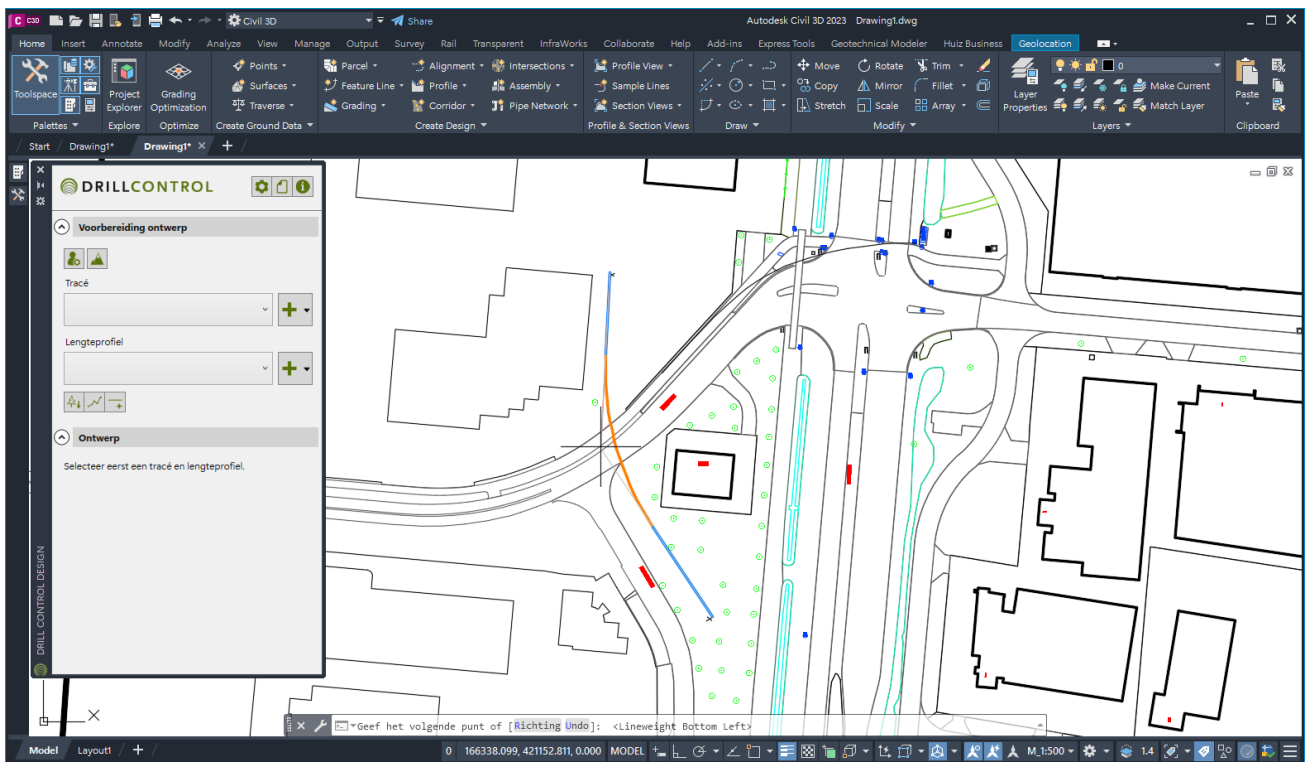 C C3D Civil 3D Share Autodesk Civil 3D 2023 Drawing1.dwg
Home Insert Annotate Modify Analyze View Manage Output Survey Rail Transparent InfraWorks Collaborate Help Add-ins Express Tools Geotechnical Modeler Huiz Business Geolocation
Points Parcel Alignment Intersections Profile View Move Rotate Trim 0
Surfaces Feature Line Profile Assembly Sample Lines Copy Mirror Fillet Make Current
Toolspace Project Explorer Grading Optimization Traverse Grading Corridor Pipe Network Section Views Stretch Scale Array Layer Properties Match Layer Paste
Palettes Explore Optimize Create Ground Data Create Design Profile & Section Views Draw Modify Layers Clipboard
Start Drawing1* Drawing1*
DRILLCONTROL
Voorbereiding ontwerp
Tracé
Lengteprofiel
Ontwerp
Selecteer eerst een tracé en lengteprofiel.
DRILL CONTROL DESIGN
X
Geef het volgende punt of [Richting Undo]: <Lineweight Bottom Left>
Model Layout1 0 166338.099, 421152.811, 0.000 MODEL M_1:500 1.4